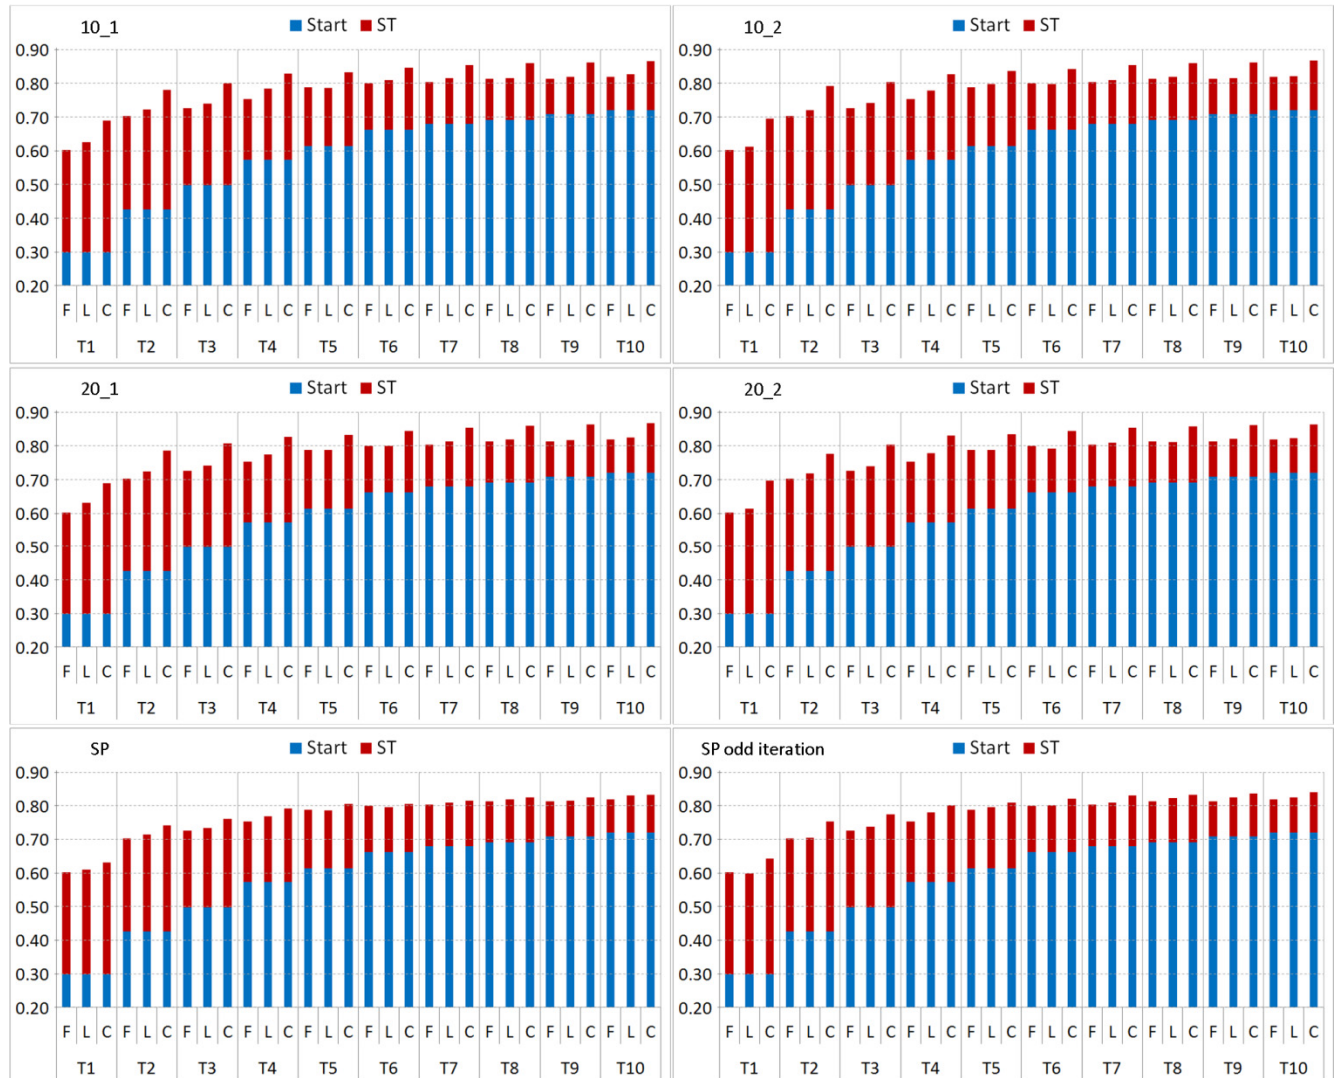 10_1 Start ST
0.90
0.80
0.70
0.60
0.50
0.40
0.30
0.20
F L C F L C F L C F L C F L C F L C F L C F L C F L C F L C
T1 T2 T3 T4 T5 T6 T7 T8 T9 T10
10_2 Start ST
0.90
0.80
0.70
0.60
0.50
0.40
0.30
0.20
F L C F L C F L C F L C F L C F L C F L C F L C F L C F L C
T1 T2 T3 T4 T5 T6 T7 T8 T9 T10
20_1 Start ST
0.90
0.80
0.70
0.60
0.50
0.40
0.30
0.20
F L C F L C F L C F L C F L C F L C F L C F L C F L C F L C
T1 T2 T3 T4 T5 T6 T7 T8 T9 T10
20_2 Start ST
0.90
0.80
0.70
0.60
0.50
0.40
0.30
0.20
F L C F L C F L C F L C F L C F L C F L C F L C F L C F L C
T1 T2 T3 T4 T5 T6 T7 T8 T9 T10
SP Start ST
0.90
0.80
0.70
0.60
0.50
0.40
0.30
0.20
F L C F L C F L C F L C F L C F L C F L C F L C F L C F L C
T1 T2 T3 T4 T5 T6 T7 T8 T9 T10
SP odd iteration Start ST
0.90
0.80
0.70
0.60
0.50
0.40
0.30
0.20
F L C F L C F L C F L C F L C F L C F L C F L C F L C F L C
T1 T2 T3 T4 T5 T6 T7 T8 T9 T10